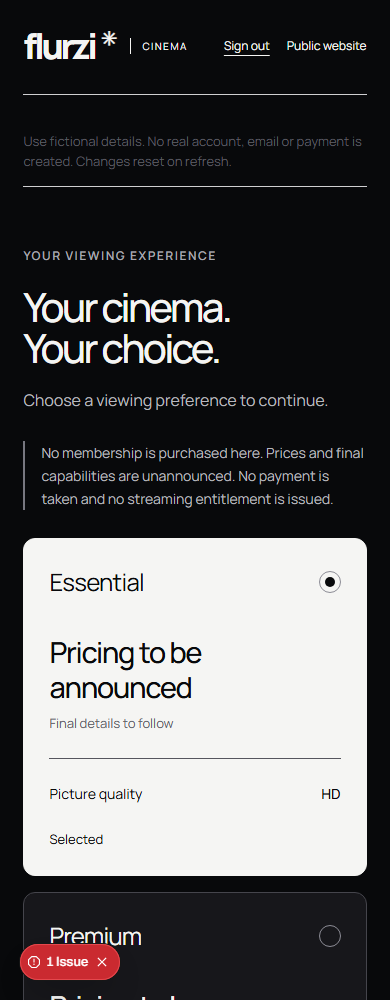 flurzi* | CINEMA Sign out Public website
Use fictional details. No real account, email or payment is
created. Changes reset on refresh.
YOUR VIEWING EXPERIENCE
Your cinema.
Your choice.
Choose a viewing preference to continue.
No membership is purchased here. Prices and final
capabilities are unannounced. No payment is
taken and no streaming entitlement is issued.
Essential
Pricing to be
announced
Final details to follow
Picture quality HD
Selected
Premium
1 Issue